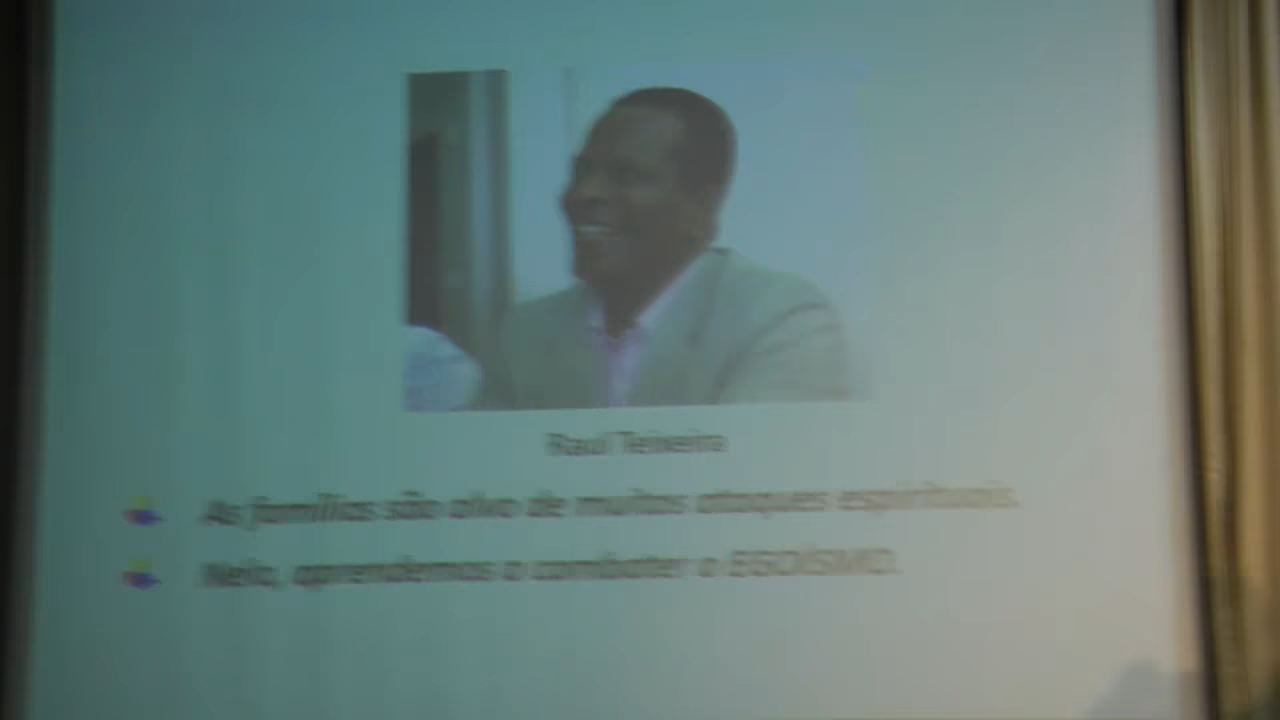 Raul Teixeira
As famílias são alvo de muitos ataques espirituais.
Nela, aprendemos a combater o EGOÍSMO.